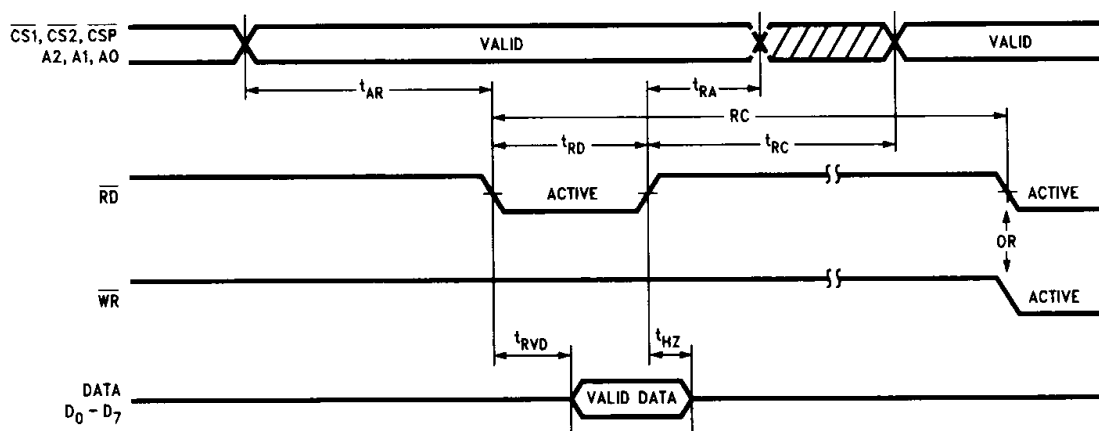 CS1, CS2, CSP
A2, A1, A0
VALID
VALID
tAR
tRA
RC
tRD
tRC
RD
ACTIVE
ACTIVE
OR
WR
ACTIVE
tRVD
tHZ
DATA
D0 – D7
VALID DATA